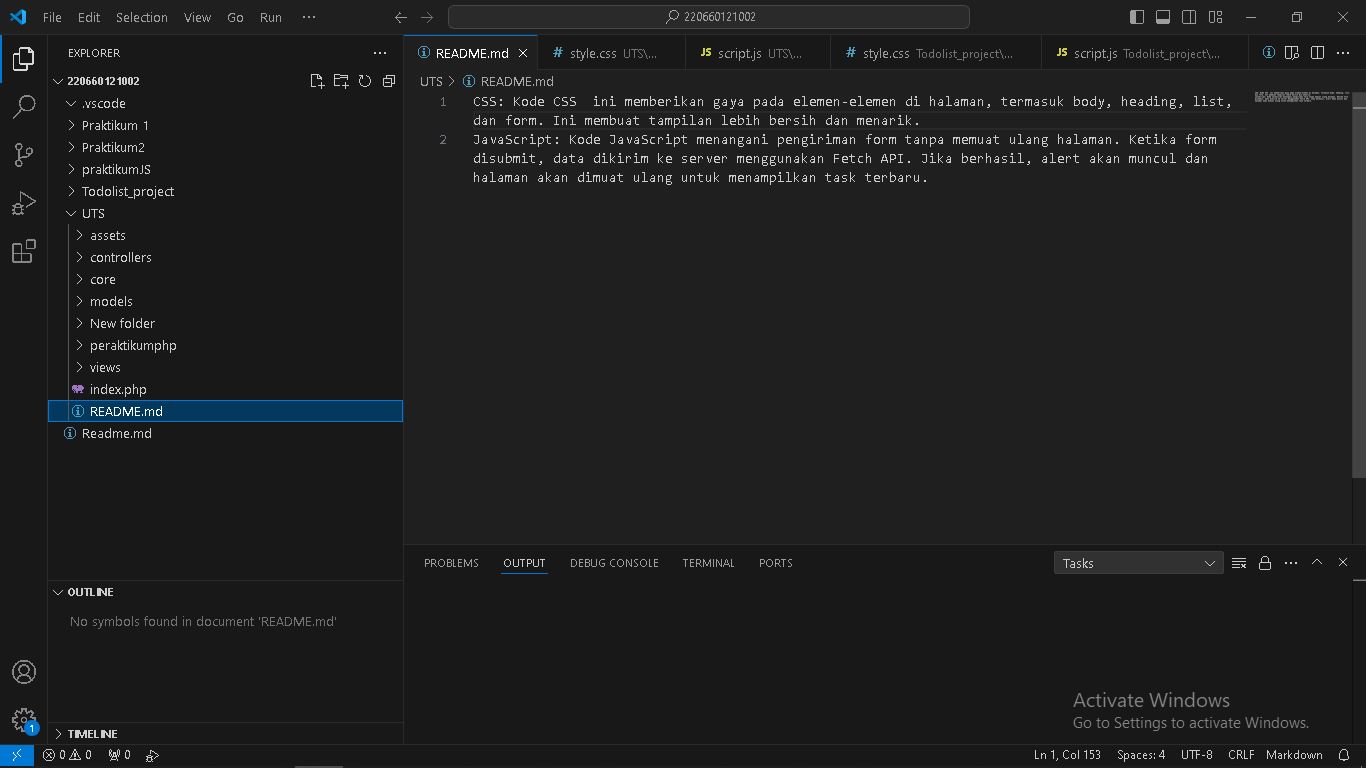 File Edit Selection View Go Run ···
220660121002
EXPLORER ···
README.md
# style.css UTS\...
JS script.js UTS\...
# style.css Todolist_project\...
JS script.js Todolist_project\...
220660121002
.vscode
Praktikum 1
Praktikum2
praktikumJS
Todolist_project
UTS
assets
controllers
core
models
New folder
peraktikumphp
views
index.php
README.md
Readme.md
UTS > README.md
1 CSS: Kode CSS  ini memberikan gaya pada elemen-elemen di halaman, termasuk body, heading, list,
dan form. Ini membuat tampilan lebih bersih dan menarik.
2 JavaScript: Kode JavaScript menangani pengiriman form tanpa memuat ulang halaman. Ketika form
disubmit, data dikirim ke server menggunakan Fetch API. Jika berhasil, alert akan muncul dan
halaman akan dimuat ulang untuk menampilkan task terbaru.
PROBLEMS OUTPUT DEBUG CONSOLE TERMINAL PORTS
Tasks
OUTLINE
No symbols found in document 'README.md'
TIMELINE
1
Activate Windows
Go to Settings to activate Windows.
0 0 0
Ln 1, Col 153 Spaces: 4 UTF-8 CRLF Markdown